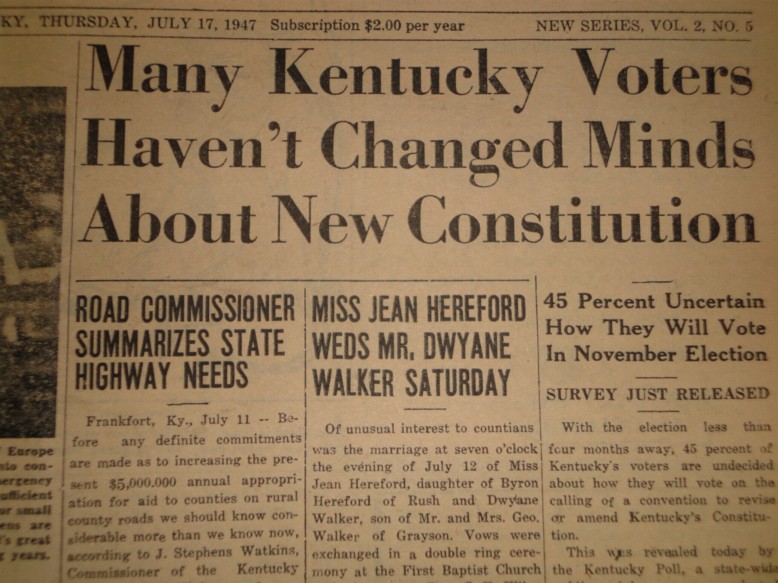 KY, THURSDAY, JULY 17, 1947 Subscription $2.00 per year NEW SERIES, VOL. 2, NO. 5
Many Kentucky Voters
Haven't Changed Minds
About New Constitution
ROAD COMMISSIONER
SUMMARIZES STATE
HIGHWAY NEEDS
Frankfort, Ky., July 11 -- Be-
fore any definite commitments
are made as to increasing the pre-
sent $5,000.000 annual appropri-
ation for aid to counties on rural
county roads we should know con-
siderable more than we know now,
according to J. Stephens Watkins,
Commissioner of the Kentucky
MISS JEAN HEREFORD
WEDS MR. DWYANE
WALKER SATURDAY
Of unusual interest to countians
was the marriage at seven o'clock
the evening of July 12 of Miss
Jean Hereford, daughter of Byron
Hereford of Rush and Dwyane
Walker, son of Mr. and Mrs. Geo.
Walker of Grayson. Vows were
exchanged in a double ring cere-
mony at the First Baptist Church
45 Percent Uncertain
How They Will Vote
In November Election
SURVEY JUST RELEASED
With the election less than
four months away, 45 percent of
Kentucky's voters are undecided
about how they will vote on the
calling of a convention to revise
or amend Kentucky's Constitu-
tion.
This was revealed today by
the Kentucky Poll, a state-wid
Europe
nto con-
ergency
ufficient
or small
ens are
's great
g years.